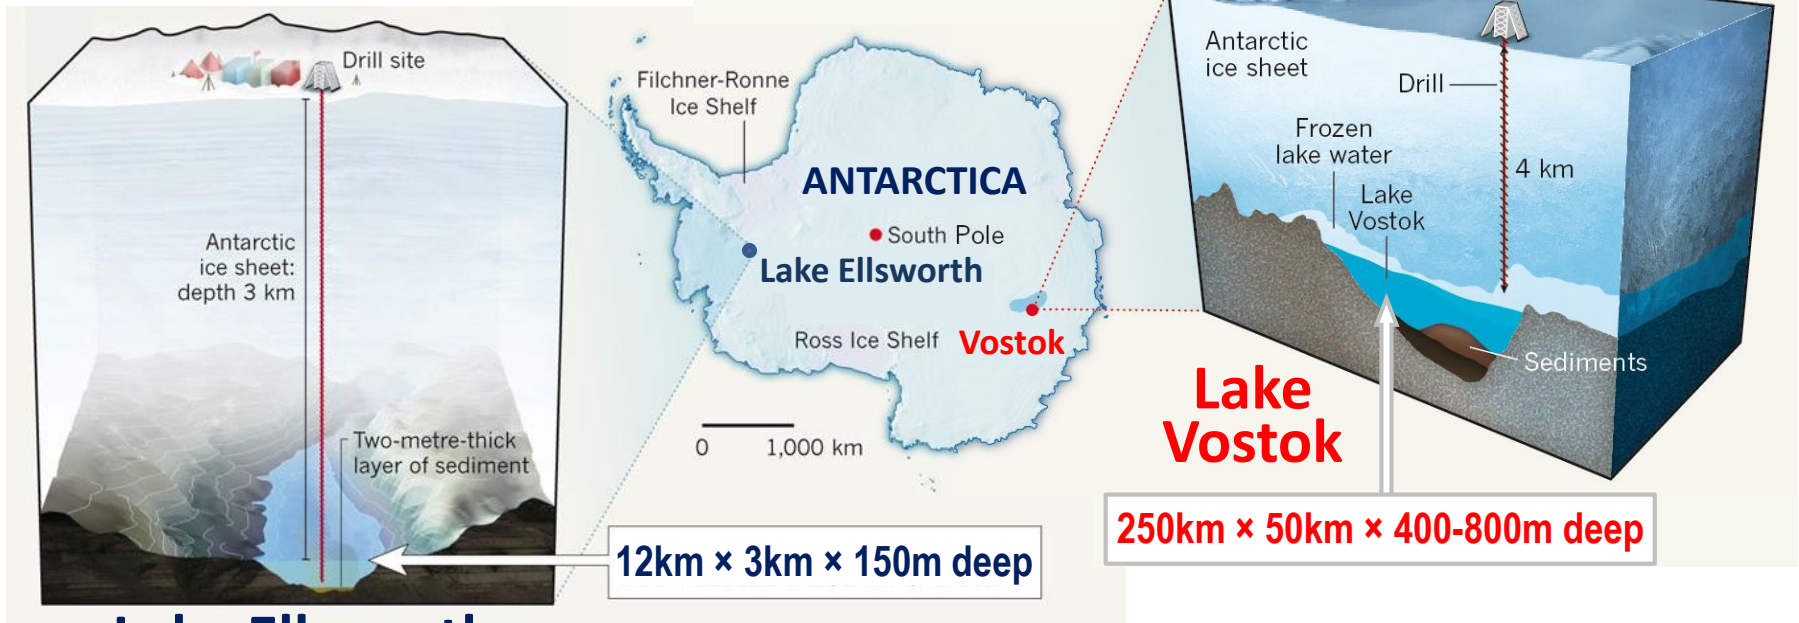 Drill site
Antarctic
ice sheet:
depth 3 km
Two-metre-thick
layer of sediment
Filchner-Ronne
Ice Shelf
ANTARCTICA
South Pole
Lake Ellsworth
Ross Ice Shelf
Vostok
0 1,000 km
12km × 3km × 150m deep
Antarctic
ice sheet
Drill
Frozen
lake water
4 km
Lake
Vostok
Sediments
Lake
Vostok
250km × 50km × 400-800m deep